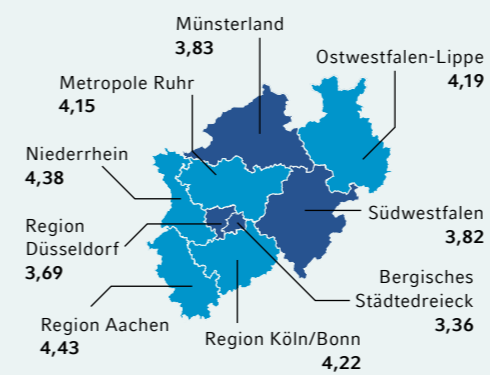 Münsterland
3,83
Ostwestfalen-Lippe
4,19
Metropole Ruhr
4,15
Niederrhein
4,38
Region
Düsseldorf
3,69
Südwestfalen
3,82
Bergisches
Städtedreieck
3,36
Region Aachen
4,43
Region Köln/Bonn
4,22